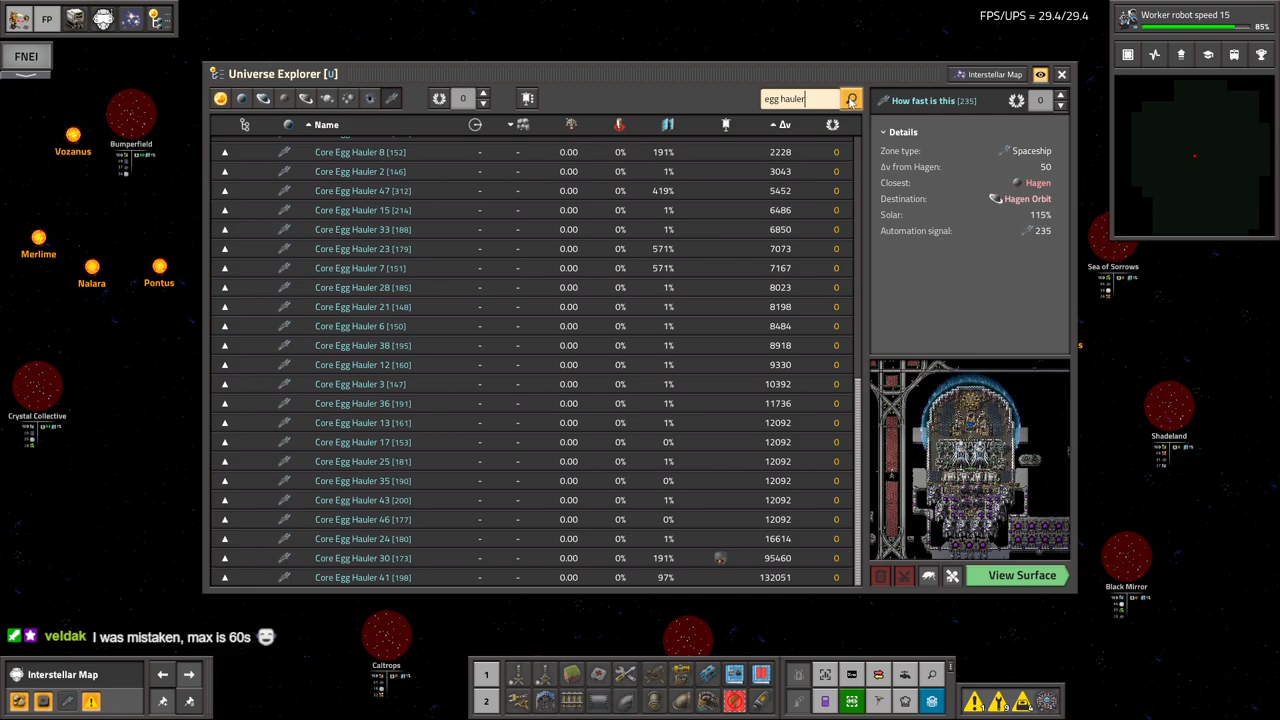 FP
FPS/UPS = 29.4/29.4
Worker robot speed 15
85%
FNEI
Universe Explorer [U]
Interstellar Map
0
egg hauler
How fast is this [235]
0
Name
Δv
Core Egg Hauler 8 [152] - - 0.00 0% 191% 2228 0
Core Egg Hauler 2 [146] - - 0.00 0% 1% 3043 0
Core Egg Hauler 47 [312] - - 0.00 0% 419% 5452 0
Core Egg Hauler 15 [214] - - 0.00 0% 1% 6486 0
Core Egg Hauler 33 [188] - - 0.00 0% 1% 6850 0
Core Egg Hauler 23 [179] - - 0.00 0% 571% 7073 0
Core Egg Hauler 7 [151] - - 0.00 0% 571% 7167 0
Core Egg Hauler 28 [185] - - 0.00 0% 1% 8023 0
Core Egg Hauler 21 [148] - - 0.00 0% 1% 8198 0
Core Egg Hauler 6 [150] - - 0.00 0% 1% 8484 0
Core Egg Hauler 38 [195] - - 0.00 0% 1% 8918 0
Core Egg Hauler 12 [160] - - 0.00 0% 1% 9330 0
Core Egg Hauler 3 [147] - - 0.00 0% 1% 10392 0
Core Egg Hauler 36 [191] - - 0.00 0% 1% 11736 0
Core Egg Hauler 13 [161] - - 0.00 0% 1% 12092 0
Core Egg Hauler 17 [153] - - 0.00 0% 0% 12092 0
Core Egg Hauler 25 [181] - - 0.00 0% 1% 12092 0
Core Egg Hauler 35 [190] - - 0.00 0% 0% 12092 0
Core Egg Hauler 43 [200] - - 0.00 0% 1% 12092 0
Core Egg Hauler 46 [177] - - 0.00 0% 0% 12092 0
Core Egg Hauler 24 [180] - - 0.00 0% 1% 16614 0
Core Egg Hauler 30 [173] - - 0.00 0% 191% 95460 0
Core Egg Hauler 41 [198] - - 0.00 0% 97% 132051 0
Details
Zone type: Spaceship
Δv from Hagen: 50
Closest: Hagen
Destination: Hagen Orbit
Solar: 115%
Automation signal: 235
View Surface
Vozanus
Bumperfield
Merlime
Nalara
Pontus
Crystal Collective
Sea of Sorrows
Shadeland
Black Mirror
Caltrops
veldak I was mistaken, max is 60s
Interstellar Map
1
2